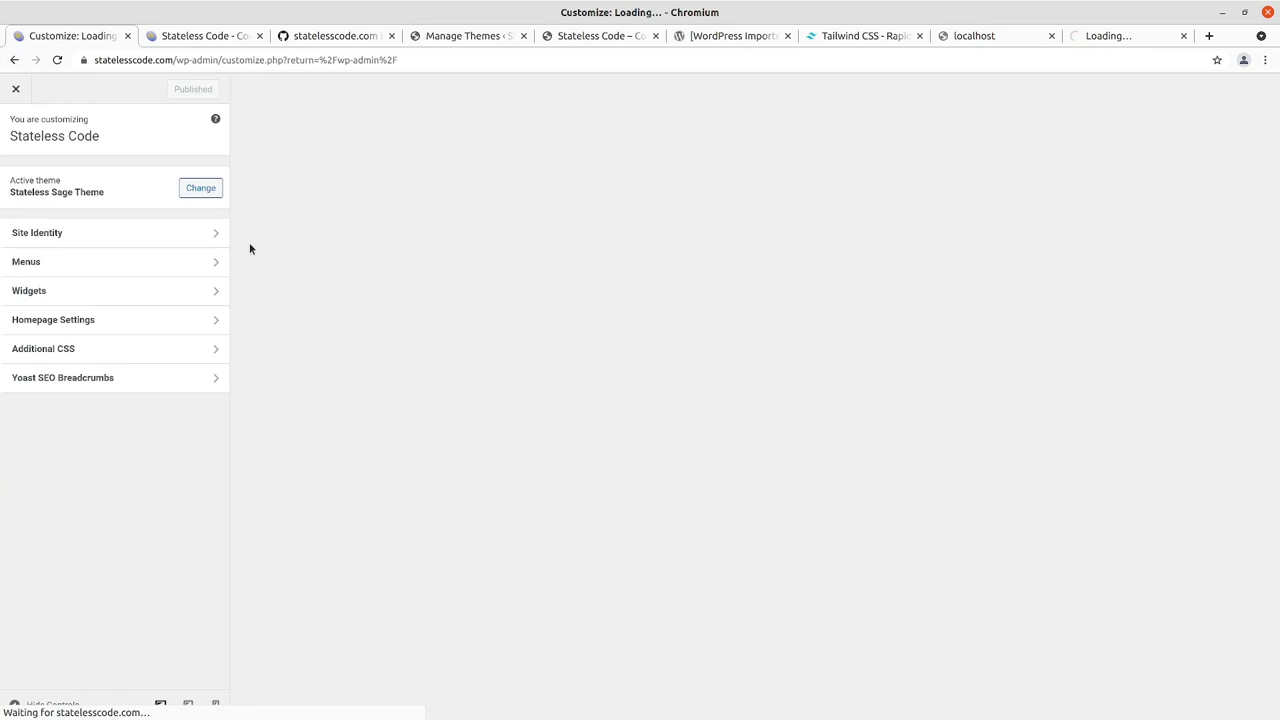 Customize: Loading... - Chromium
Customize: Loading
Stateless Code - Co
statelesscode.com
Manage Themes ‹ S
Stateless Code – Co
[WordPress Import
Tailwind CSS - Rapi
localhost
Loading...
statelesscode.com/wp-admin/customize.php?return=%2Fwp-admin%2F
Published
You are customizing
Stateless Code
Active theme
Stateless Sage Theme
Change
Site Identity
Menus
Widgets
Homepage Settings
Additional CSS
Yoast SEO Breadcrumbs
Hide Controls
Waiting for statelesscode.com...